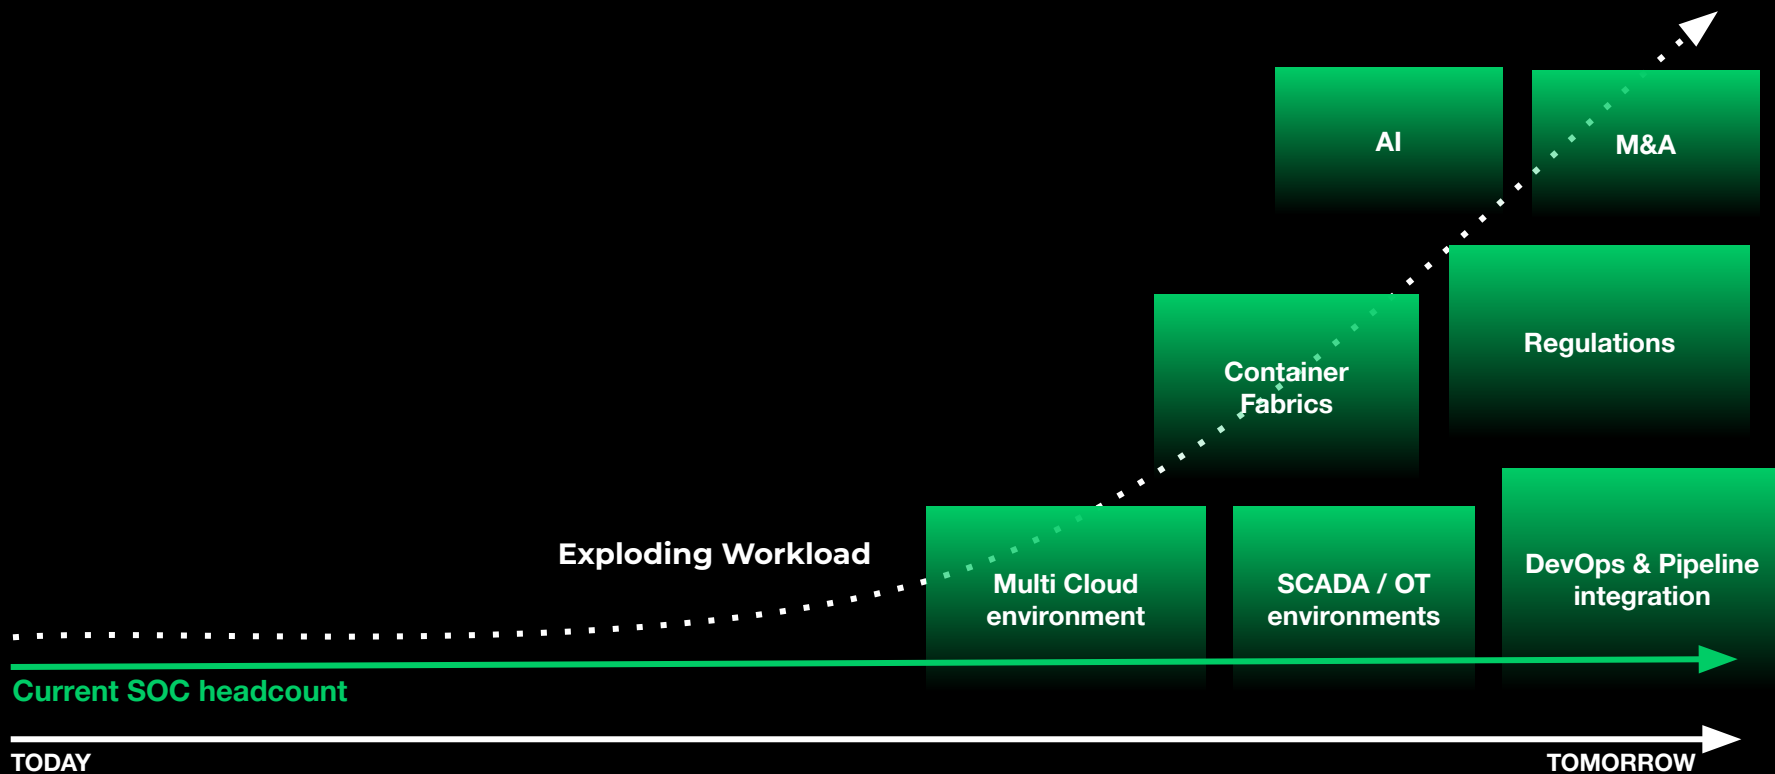 AI
M&A
Regulations
Container
Fabrics
Exploding Workload
Multi Cloud
environment
SCADA / OT
environments
DevOps & Pipeline
integration
Current SOC headcount
TODAY
TOMORROW